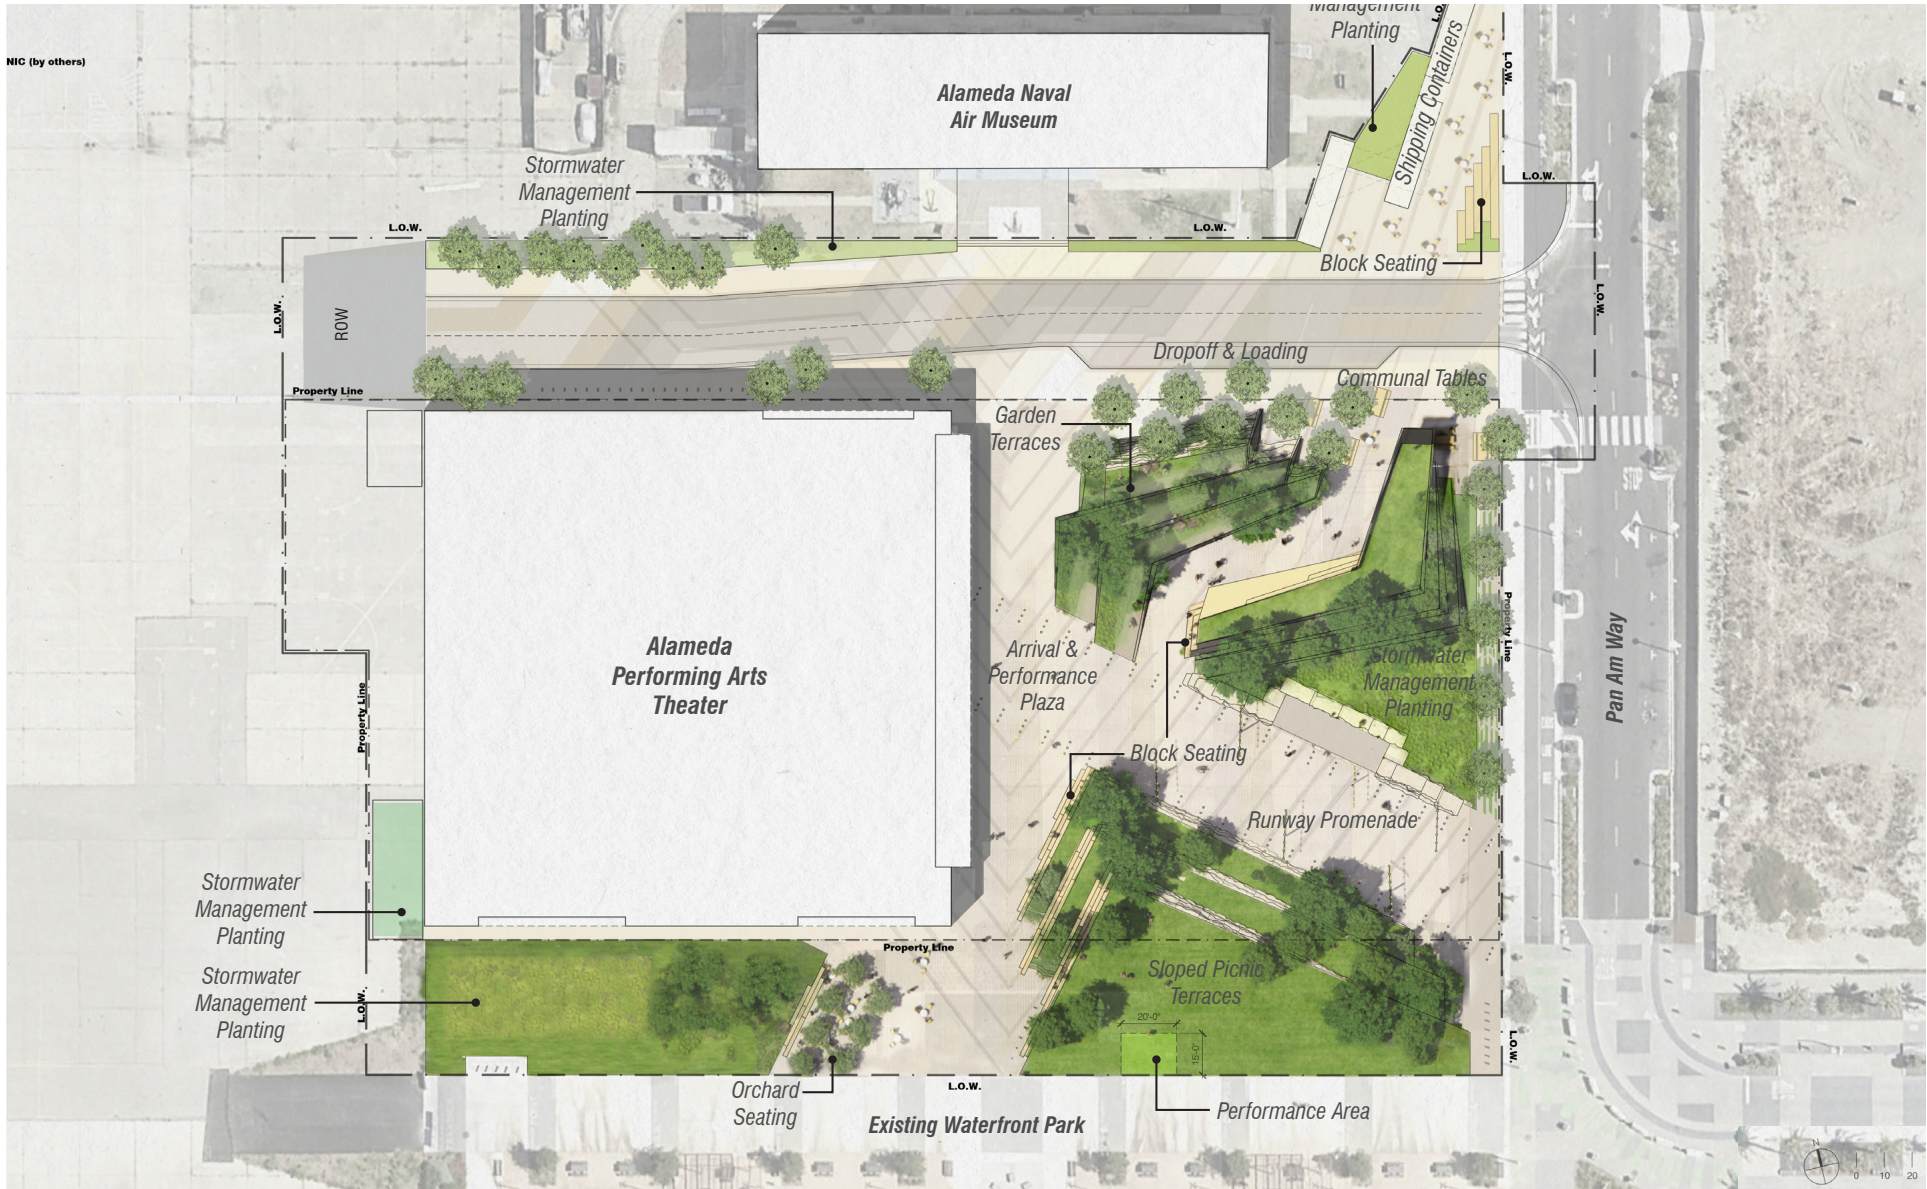 Management
Planting
L.O.
NIC (by others)
Alameda Naval
Air Museum
Shipping Containers
L.O.W.
Stormwater
Management
Planting
L.O.W.
L.O.W.
L.O.W.
Block Seating
L.O.W.
L.O.W.
ROW
Dropoff & Loading
Communal Tables
Property Line
Garden
Terraces
STOP
Property Line
Pan Am Way
Alameda
Performing Arts
Theater
Arrival &
Performance
Plaza
Stormwater
Management
Planting
Property Line
Block Seating
Runway Promenade
Stormwater
Management
Planting
Property Line
Stormwater
Management
Planting
L.O.W.
Sloped Picnic
Terraces
20'-0"
15'-0"
L.O.W.
Orchard
Seating
L.O.W.
Performance Area
Existing Waterfront Park
N
0 10 20